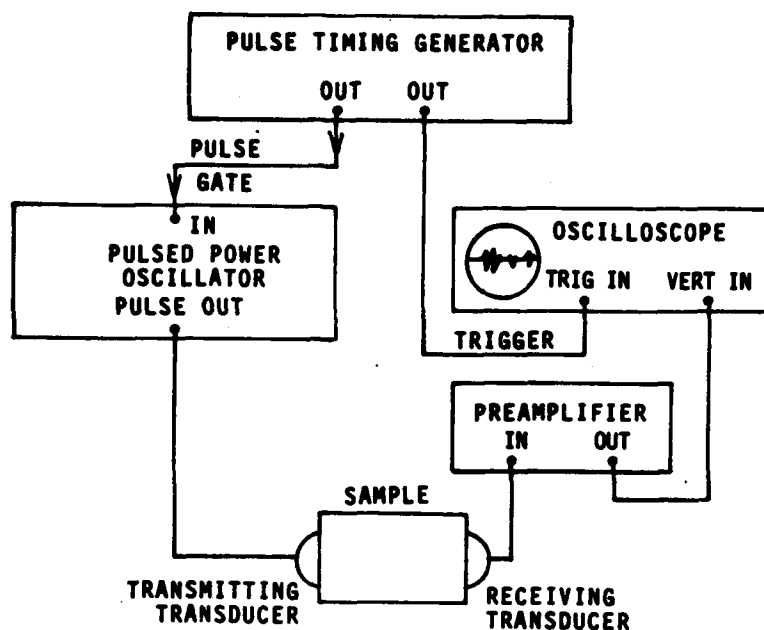 PULSE TIMING GENERATOR
OUT OUT
PULSE
GATE
IN
PULSED POWER
OSCILLATOR
PULSE OUT
OSCILLOSCOPE
TRIG IN VERT IN
TRIGGER
PREAMPLIFIER
IN OUT
SAMPLE
TRANSMITTING
TRANSDUCER
RECEIVING
TRANSDUCER